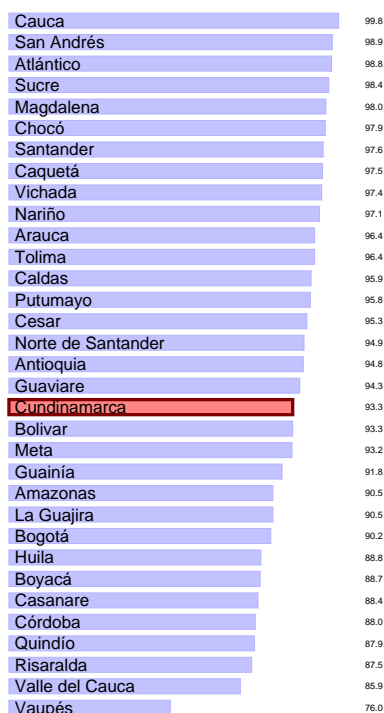 Cauca 99.8
San Andrés 98.9
Atlántico 98.8
Sucre 98.4
Magdalena 98.0
Chocó 97.9
Santander 97.6
Caquetá 97.5
Vichada 97.4
Nariño 97.1
Arauca 96.4
Tolima 96.4
Caldas 95.9
Putumayo 95.8
Cesar 95.3
Norte de Santander 94.9
Antioquia 94.8
Guaviare 94.3
Cundinamarca 93.3
Bolivar 93.3
Meta 93.2
Guainía 91.8
Amazonas 90.5
La Guajira 90.5
Bogotá 90.2
Huila 88.8
Boyacá 88.7
Casanare 88.4
Córdoba 88.0
Quindío 87.9
Risaralda 87.5
Valle del Cauca 85.9
Vaupés 76.0